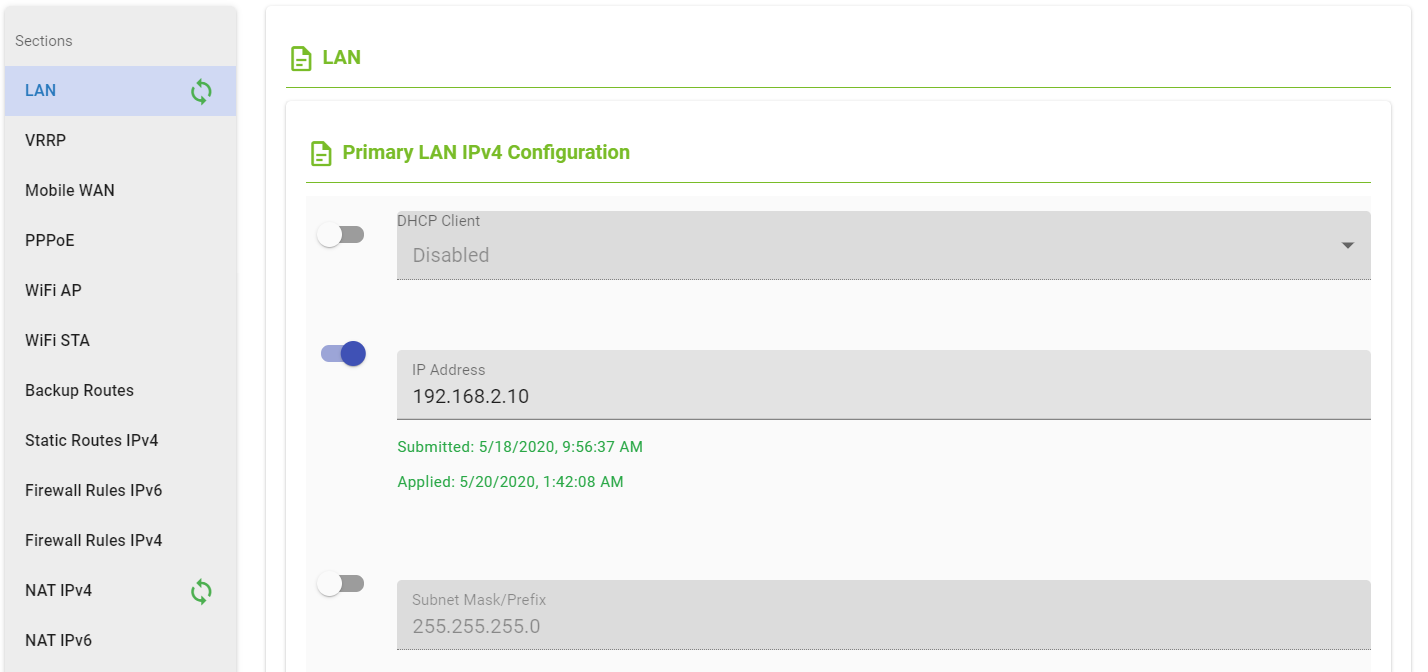 Sections
LAN
VRRP
Mobile WAN
PPPoE
WiFi AP
WiFi STA
Backup Routes
Static Routes IPv4
Firewall Rules IPv6
Firewall Rules IPv4
NAT IPv4
NAT IPv6
LAN
Primary LAN IPv4 Configuration
DHCP Client
Disabled
IP Address
192.168.2.10
Submitted: 5/18/2020, 9:56:37 AM
Applied: 5/20/2020, 1:42:08 AM
Subnet Mask/Prefix
255.255.255.0